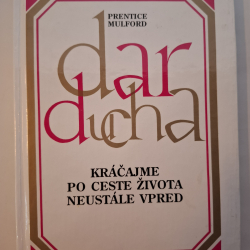 PRENTICE
MULFORD
dar
ducha
KRÁČAJME
PO CESTE ŽIVOTA
NEUSTÁLE VPRED